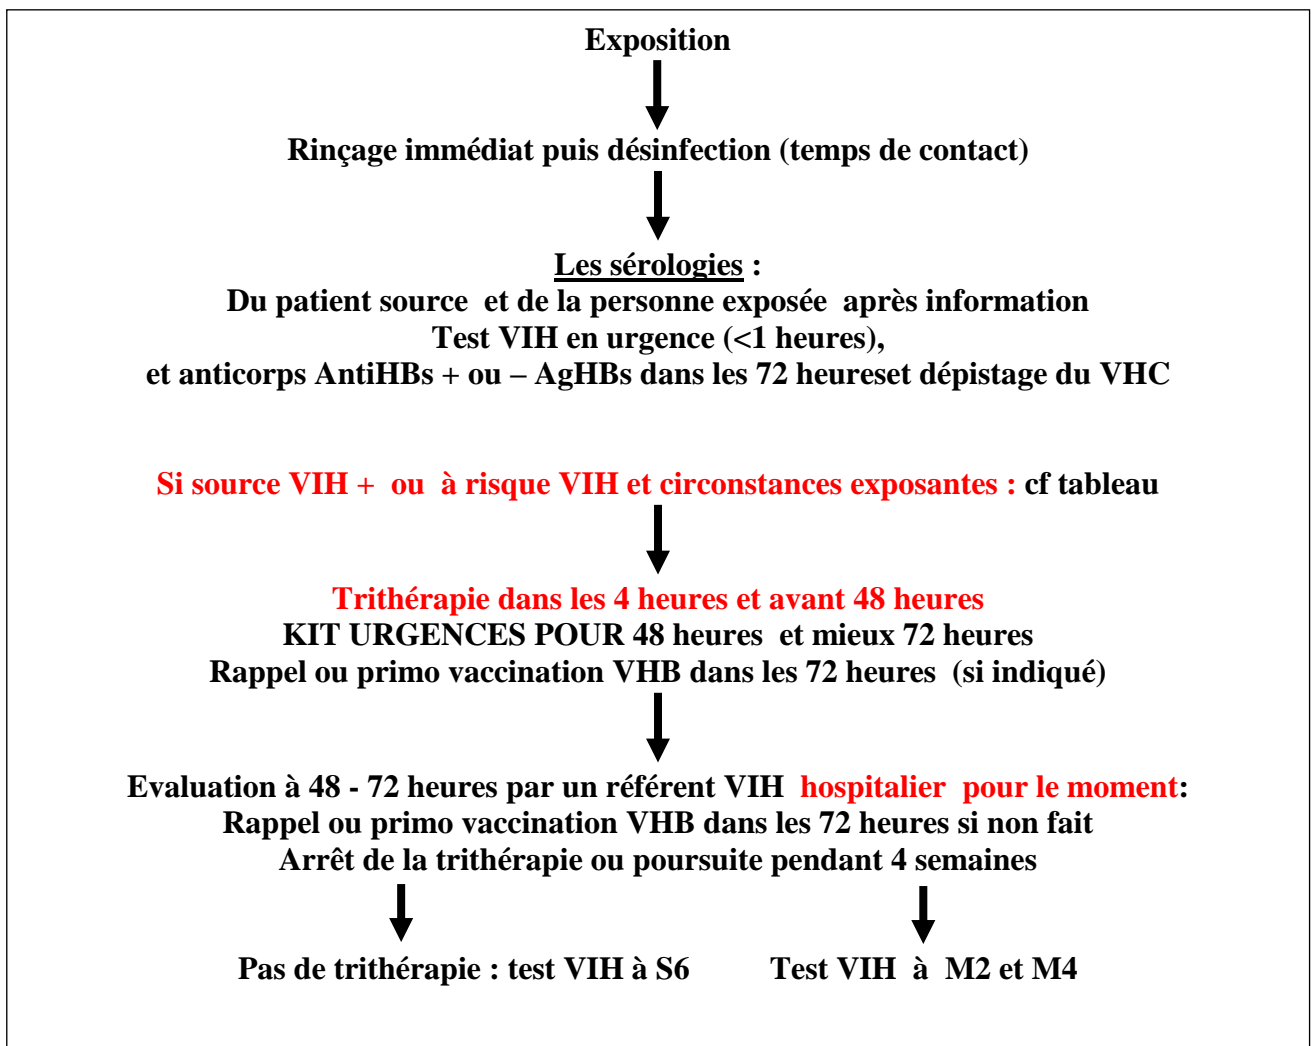 Exposition
Rinçage immédiat puis désinfection (temps de contact)
Les sérologies :
Du patient source et de la personne exposée après information
Test VIH en urgence (<1 heures),
et anticorps AntiHBs + ou – AgHBs dans les 72 heureset dépistage du VHC
Si source VIH + ou à risque VIH et circonstances exposantes : cf tableau
Trithérapie dans les 4 heures et avant 48 heures
KIT URGENCES POUR 48 heures et mieux 72 heures
Rappel ou primo vaccination VHB dans les 72 heures (si indiqué)
Evaluation à 48 - 72 heures par un référent VIH hospitalier pour le moment:
Rappel ou primo vaccination VHB dans les 72 heures si non fait
Arrêt de la trithérapie ou poursuite pendant 4 semaines
Pas de trithérapie : test VIH à S6 Test VIH à M2 et M4